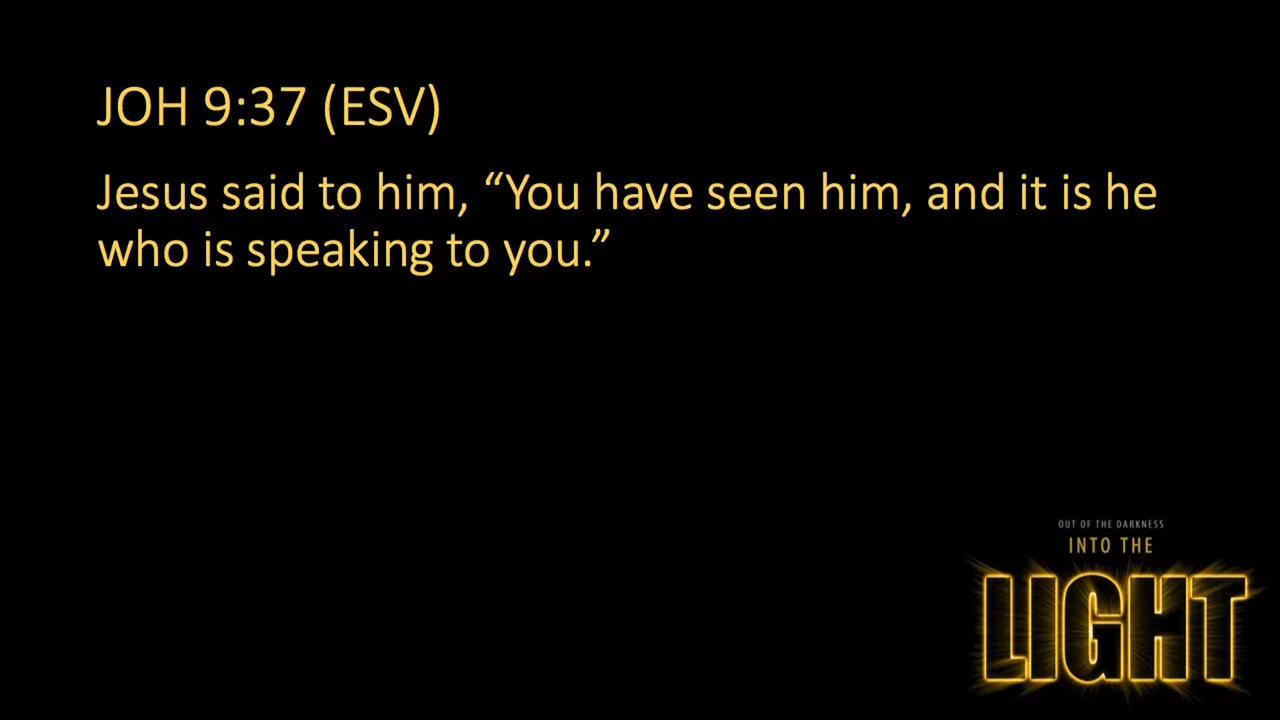 JOH 9:37 (ESV)
Jesus said to him, “You have seen him, and it is he
who is speaking to you.”
OUT OF THE DARKNESS
INTO THE
LIGHT